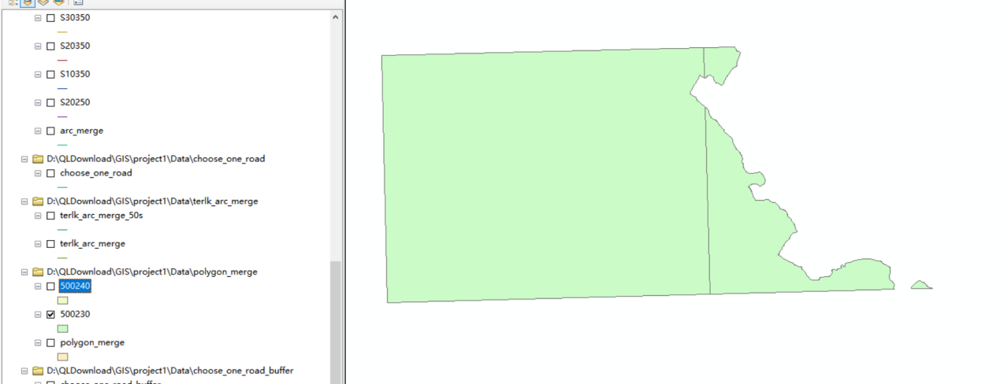 S30350
S20350
S10350
S20250
arc_merge
D:\QLDownload\GIS\project1\Data\choose_one_road
choose_one_road
D:\QLDownload\GIS\project1\Data\terlk_arc_merge
terlk_arc_merge_50s
terlk_arc_merge
D:\QLDownload\GIS\project1\Data\polygon_merge
500240
500230
polygon_merge
D:\QLDownload\GIS\project1\Data\choose_one_road_buffer